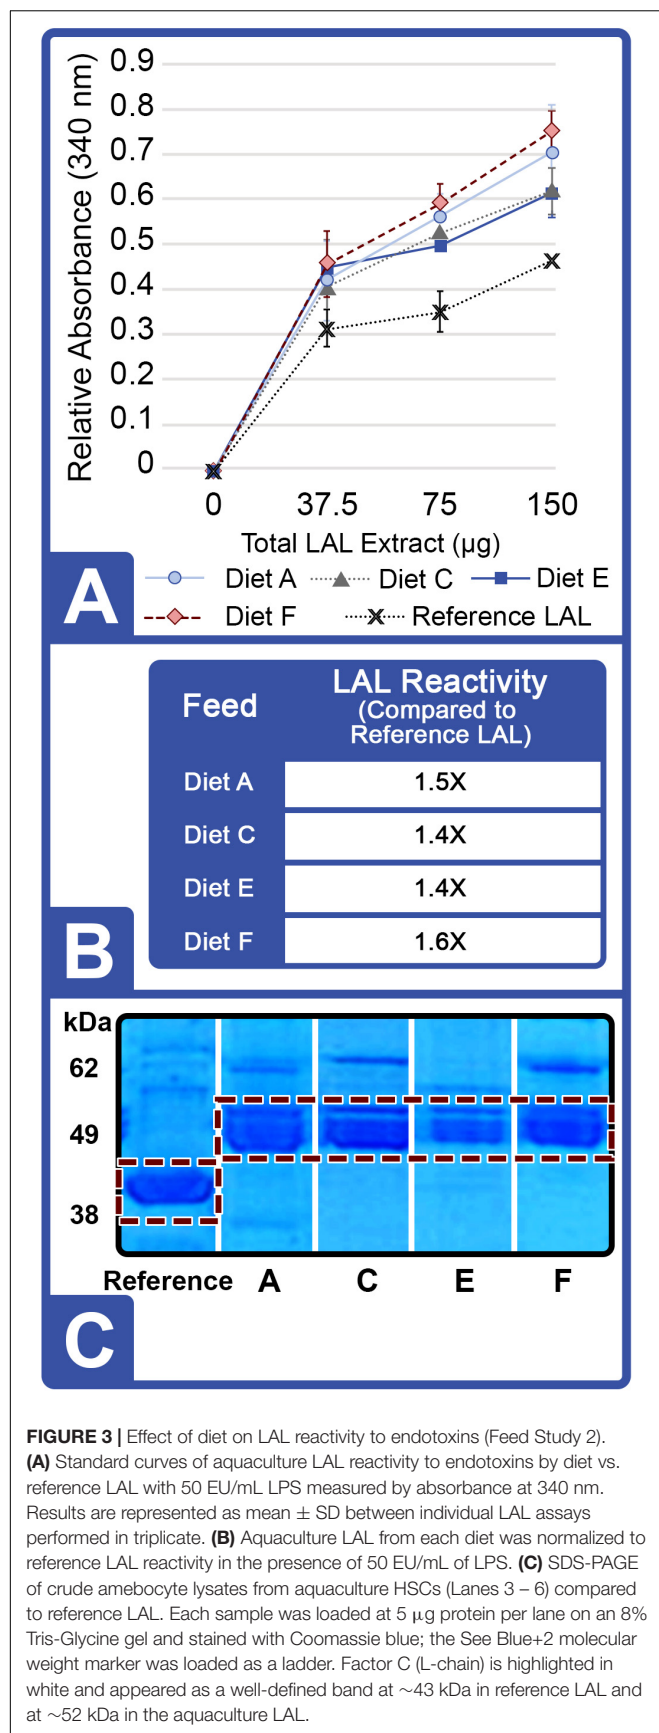 0.9
0.8
0.7
0.6
0.5
0.4
0.3
0.2
0.1
0
Relative Absorbance (340 nm)
0 37.5 75 150
Total LAL Extract (µg)
Diet A Diet C Diet E
Diet F Reference LAL
A
Feed LAL Reactivity
(Compared to
Reference LAL)
Diet A 1.5X
Diet C 1.4X
Diet E 1.4X
Diet F 1.6X
B
kDa
62
49
38
Reference A C E F
C
FIGURE 3 | Effect of diet on LAL reactivity to endotoxins (Feed Study 2).
(A) Standard curves of aquaculture LAL reactivity to endotoxins by diet vs.
reference LAL with 50 EU/mL LPS measured by absorbance at 340 nm.
Results are represented as mean ± SD between individual LAL assays
performed in triplicate. (B) Aquaculture LAL from each diet was normalized to
reference LAL reactivity in the presence of 50 EU/mL of LPS. (C) SDS-PAGE
of crude amebocyte lysates from aquaculture HSCs (Lanes 3 – 6) compared
to reference LAL. Each sample was loaded at 5 µg protein per lane on an 8%
Tris-Glycine gel and stained with Coomassie blue; the See Blue+2 molecular
weight marker was loaded as a ladder. Factor C (L-chain) is highlighted in
white and appeared as a well-defined band at ∼43 kDa in reference LAL and
at ∼52 kDa in the aquaculture LAL.